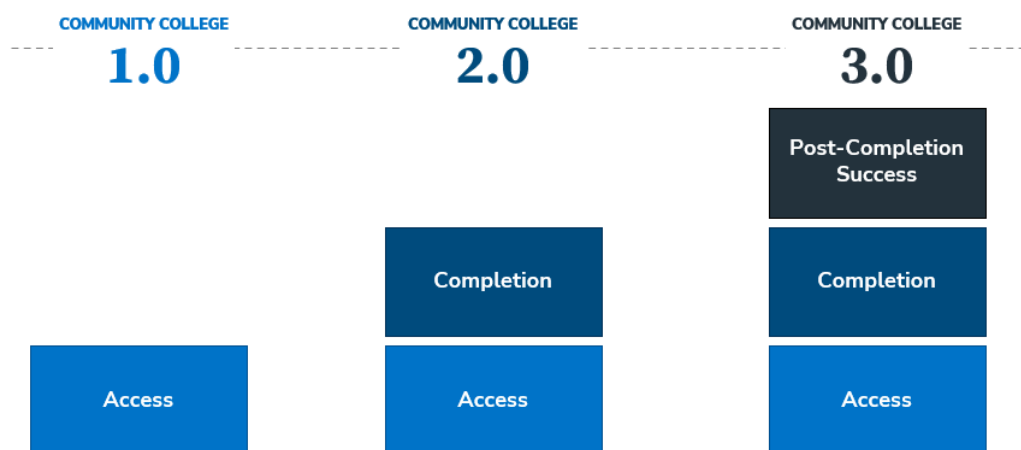 COMMUNITY COLLEGE
1.0
COMMUNITY COLLEGE
2.0
COMMUNITY COLLEGE
3.0
Post-Completion
Success
Completion
Completion
Access
Access
Access